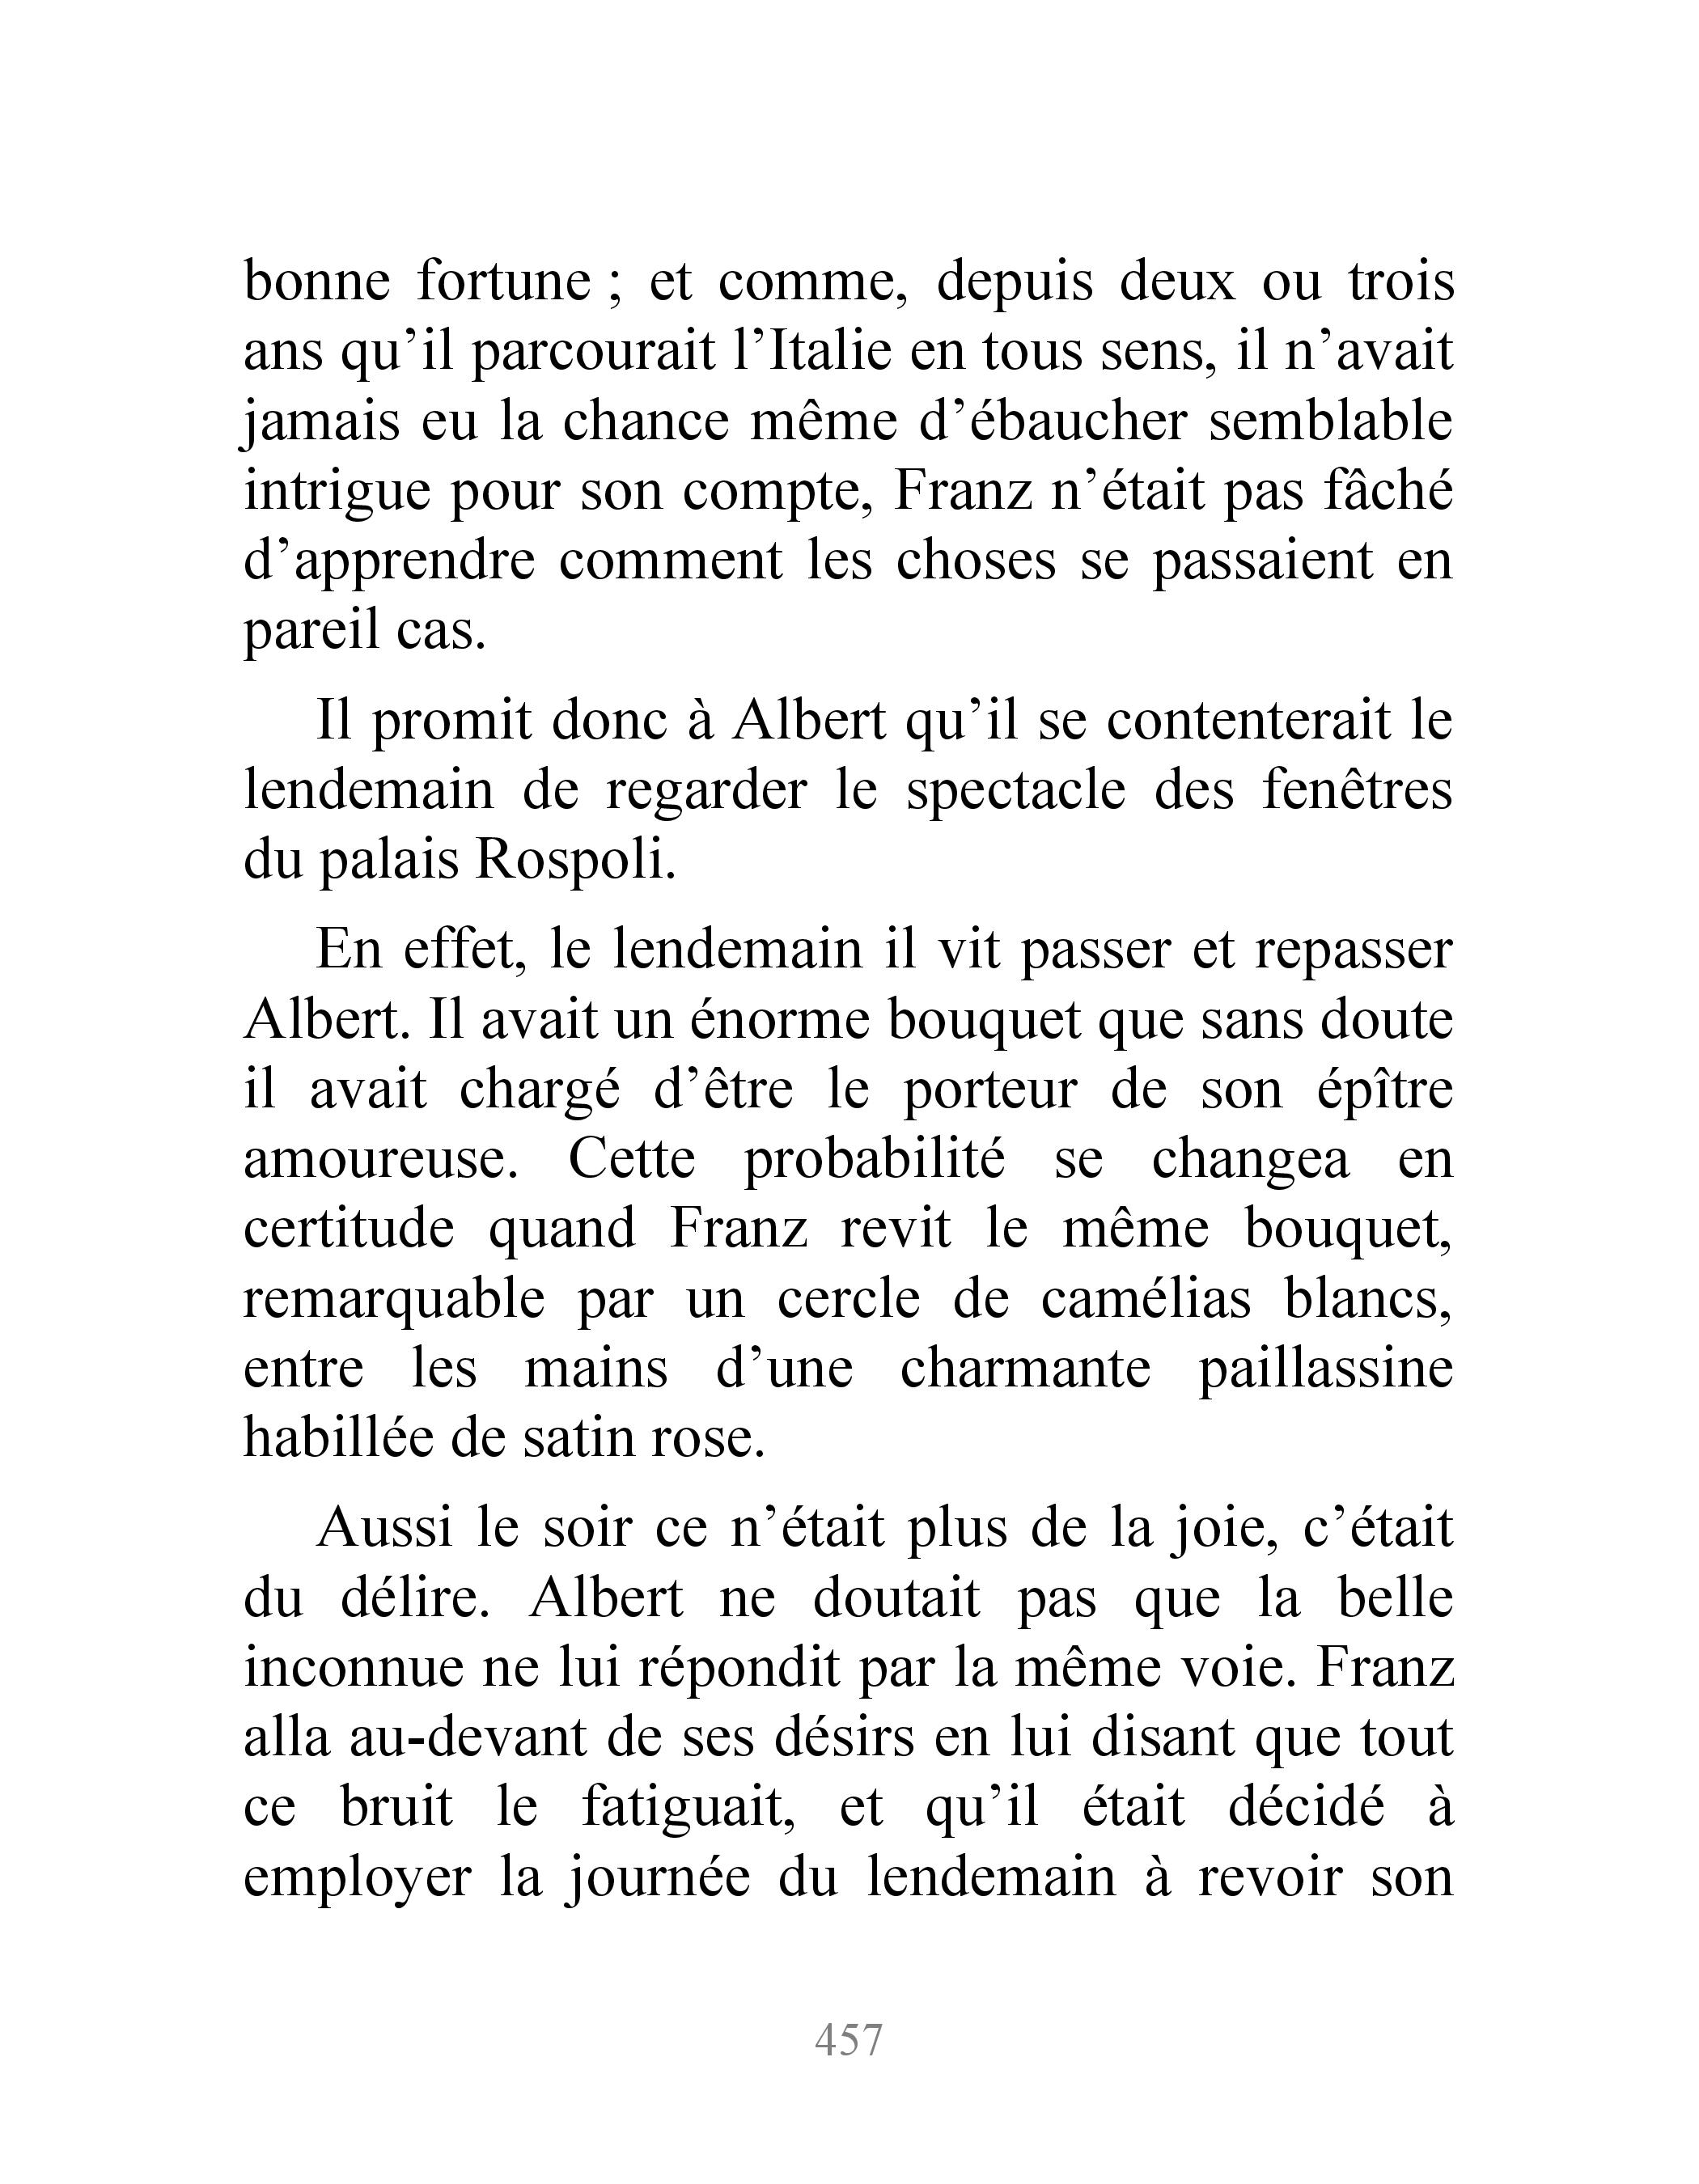 bonne fortune ; et comme, depuis deux ou trois
ans qu’il parcourait l’Italie en tous sens, il n’avait
jamais eu la chance même d’ébaucher semblable
intrigue pour son compte, Franz n’était pas fâché
d’apprendre comment les choses se passaient en
pareil cas.
Il promit donc à Albert qu’il se contenterait le
lendemain de regarder le spectacle des fenêtres
du palais Rospoli.
En effet, le lendemain il vit passer et repasser
Albert. Il avait un énorme bouquet que sans doute
il avait chargé d’être le porteur de son épître
amoureuse. Cette probabilité se changea en
certitude quand Franz revit le même bouquet,
remarquable par un cercle de camélias blancs,
entre les mains d’une charmante paillassine
habillée de satin rose.
Aussi le soir ce n’était plus de la joie, c’était
du délire. Albert ne doutait pas que la belle
inconnue ne lui répondit par la même voie. Franz
alla au-devant de ses désirs en lui disant que tout
ce bruit le fatiguait, et qu’il était décidé à
employer la journée du lendemain à revoir son
457